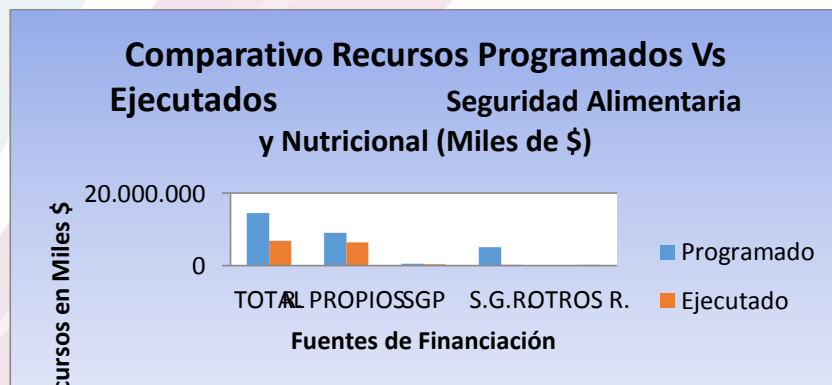 Comparativo Recursos Programados Vs
Ejecutados Seguridad Alimentaria
y Nutricional (Miles de $)
20.000.000
0
TOTAL R. PROPIOS SGP S.G.R. OTROS R.
Programado
Ejecutado
Fuentes de Financiación
cursos en Miles $